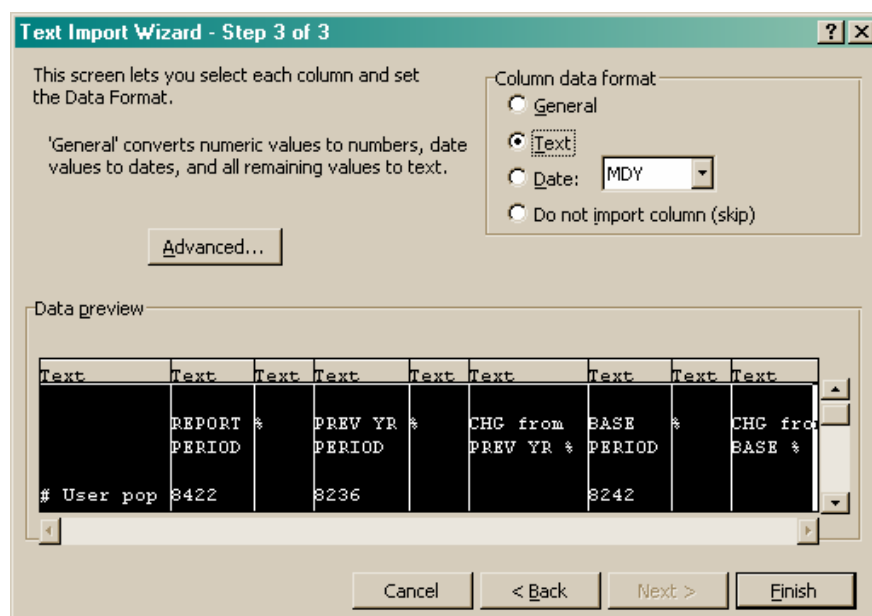 Text Import Wizard - Step 3 of 3
This screen lets you select each column and set
the Data Format.
'General' converts numeric values to numbers, date
values to dates, and all remaining values to text.
Advanced...
Column data format
General
Text
Date: MDY
Do not import column (skip)
Data preview
Text Text Text Text Text Text Text Text Text
REPORT % PREV YR % CHG from BASE % CHG fro
PERIOD PERIOD PREV YR % PERIOD BASE %
# User pop 8422 8236 8242
Cancel < Back Next > Finish